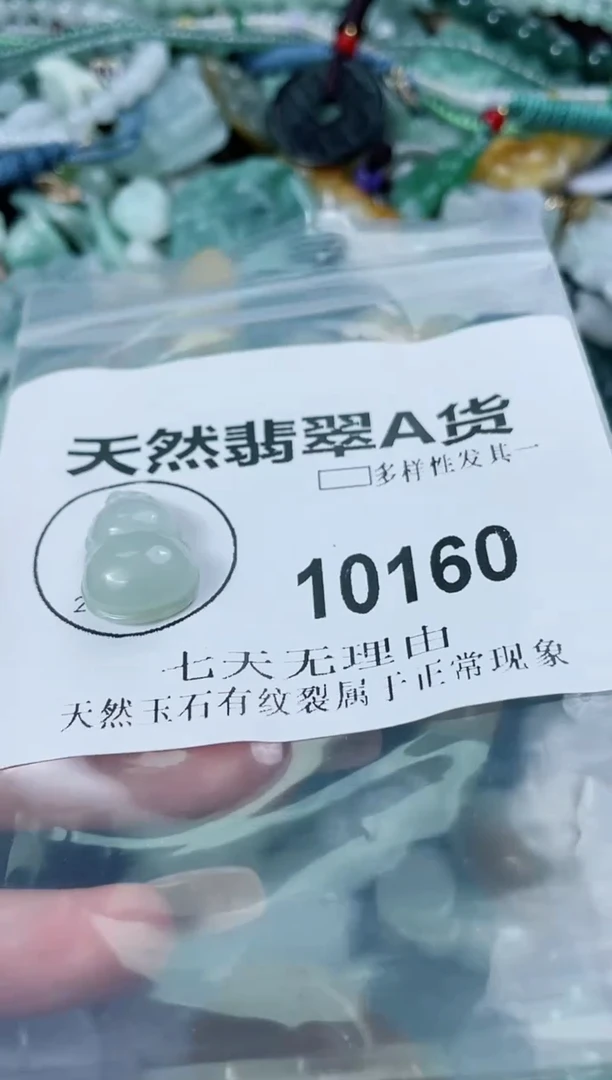 天然翡翠A货
多样性发其一
10160
2
七天无理由
天然玉石有纹裂属于正常现象